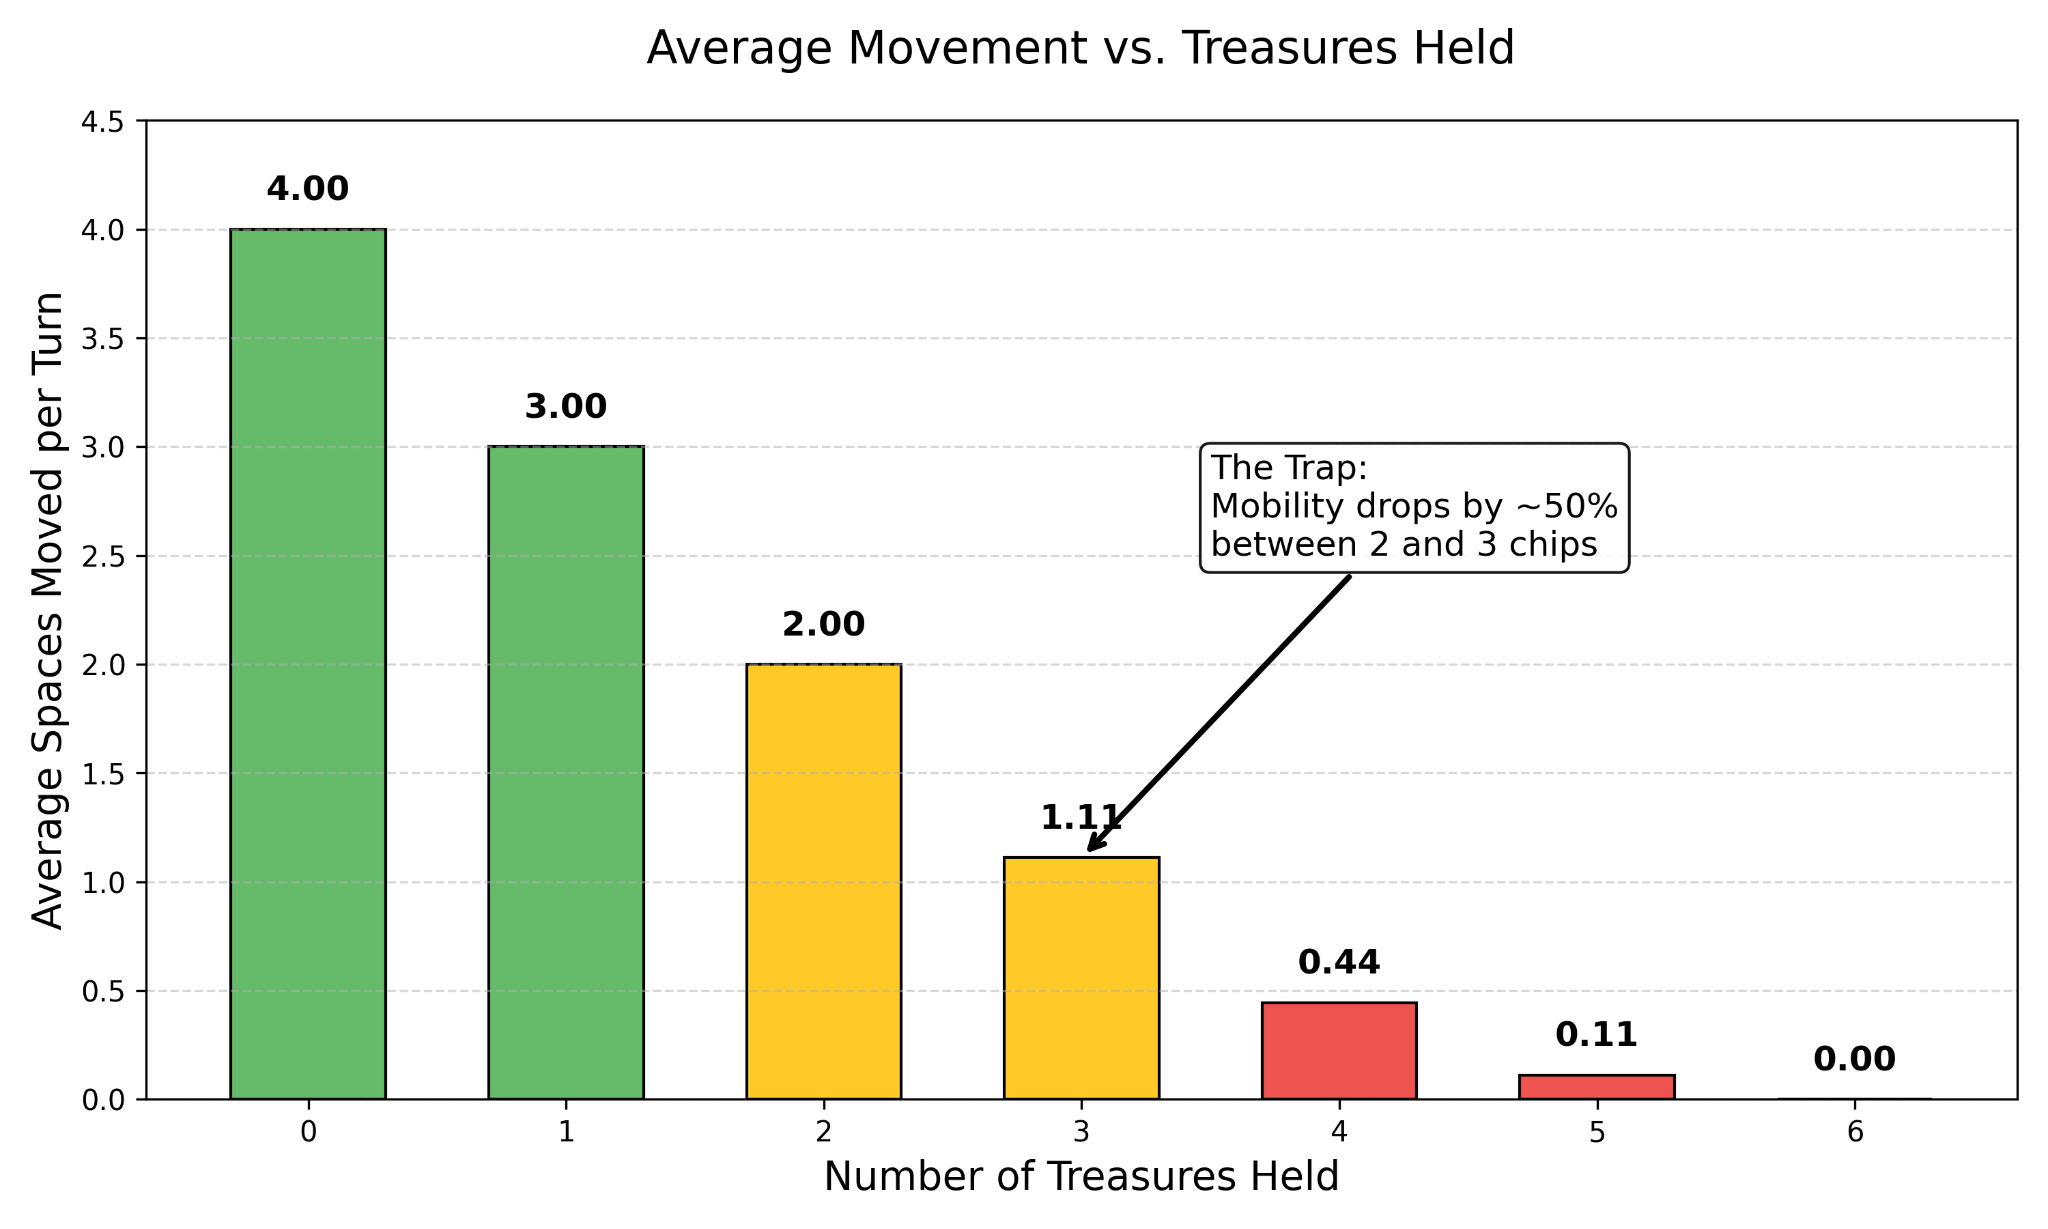 Average Movement vs. Treasures Held
Average Spaces Moved per Turn
4.5
4.0
3.5
3.0
2.5
2.0
1.5
1.0
0.5
0.0
4.00
3.00
2.00
1.11
0.44
0.11
0.00
The Trap:
Mobility drops by ~50%
between 2 and 3 chips
0 1 2 3 4 5 6
Number of Treasures Held